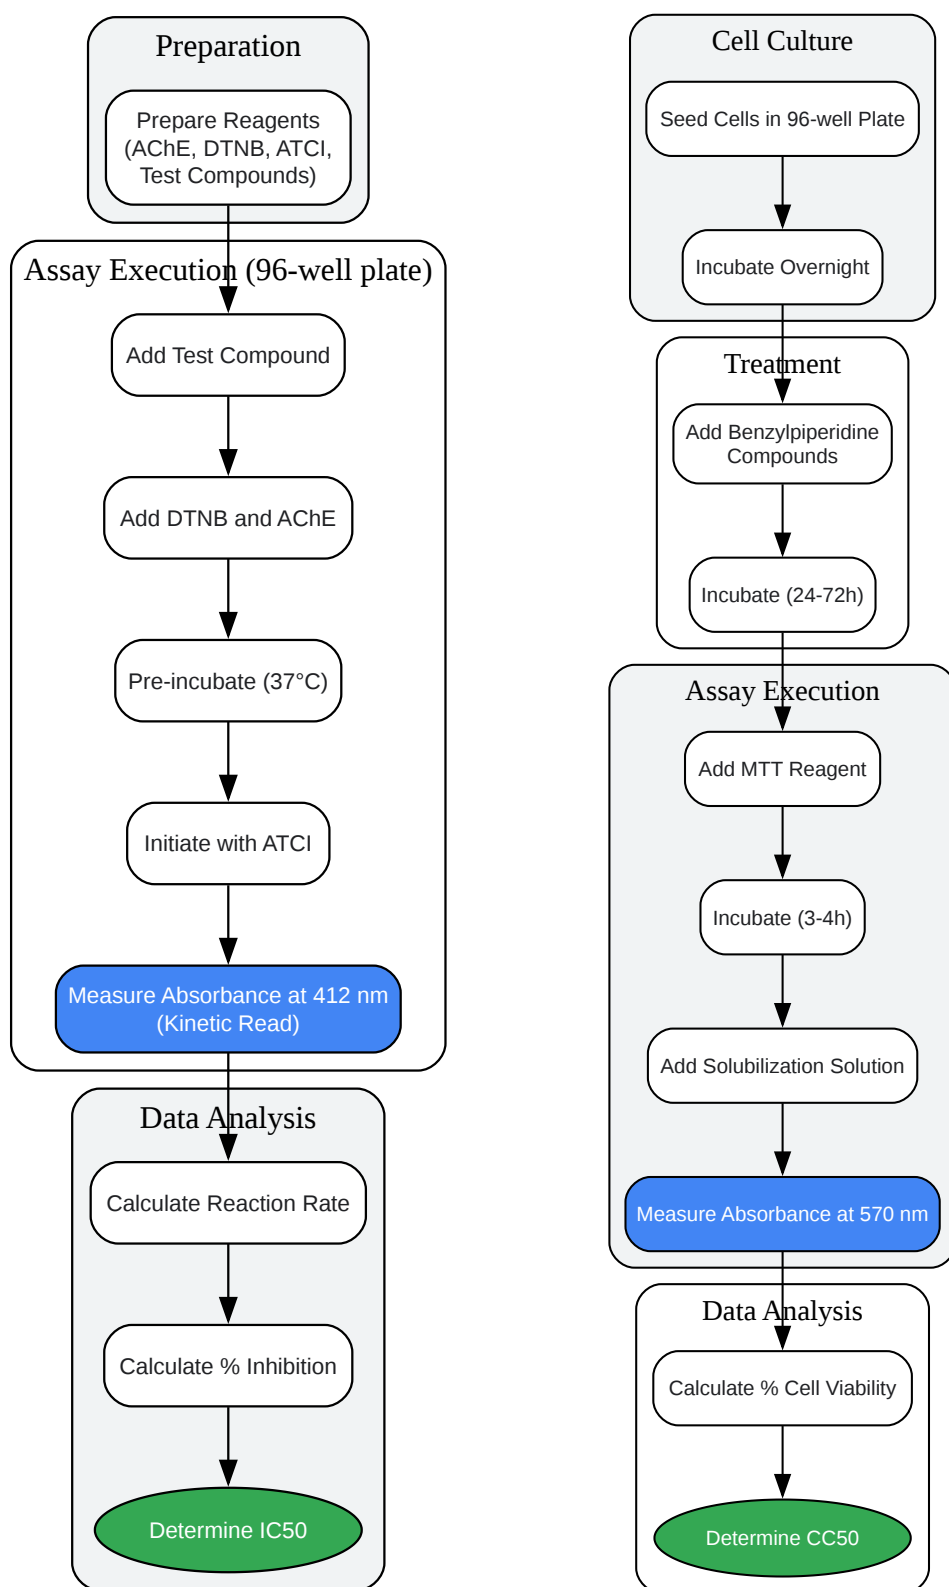 Preparation
Prepare Reagents
(AChE, DTNB, ATCI,
Test Compounds)
Assay Execution (96-well plate)
Add Test Compound
Add DTNB and AChE
Pre-incubate (37°C)
Initiate with ATCI
Measure Absorbance at 412 nm
(Kinetic Read)
Data Analysis
Calculate Reaction Rate
Calculate % Inhibition
Determine IC50
Cell Culture
Seed Cells in 96-well Plate
Incubate Overnight
Treatment
Add Benzylpiperidine
Compounds
Incubate (24-72h)
Assay Execution
Add MTT Reagent
Incubate (3-4h)
Add Solubilization Solution
Measure Absorbance at 570 nm
Data Analysis
Calculate % Cell Viability
Determine CC50